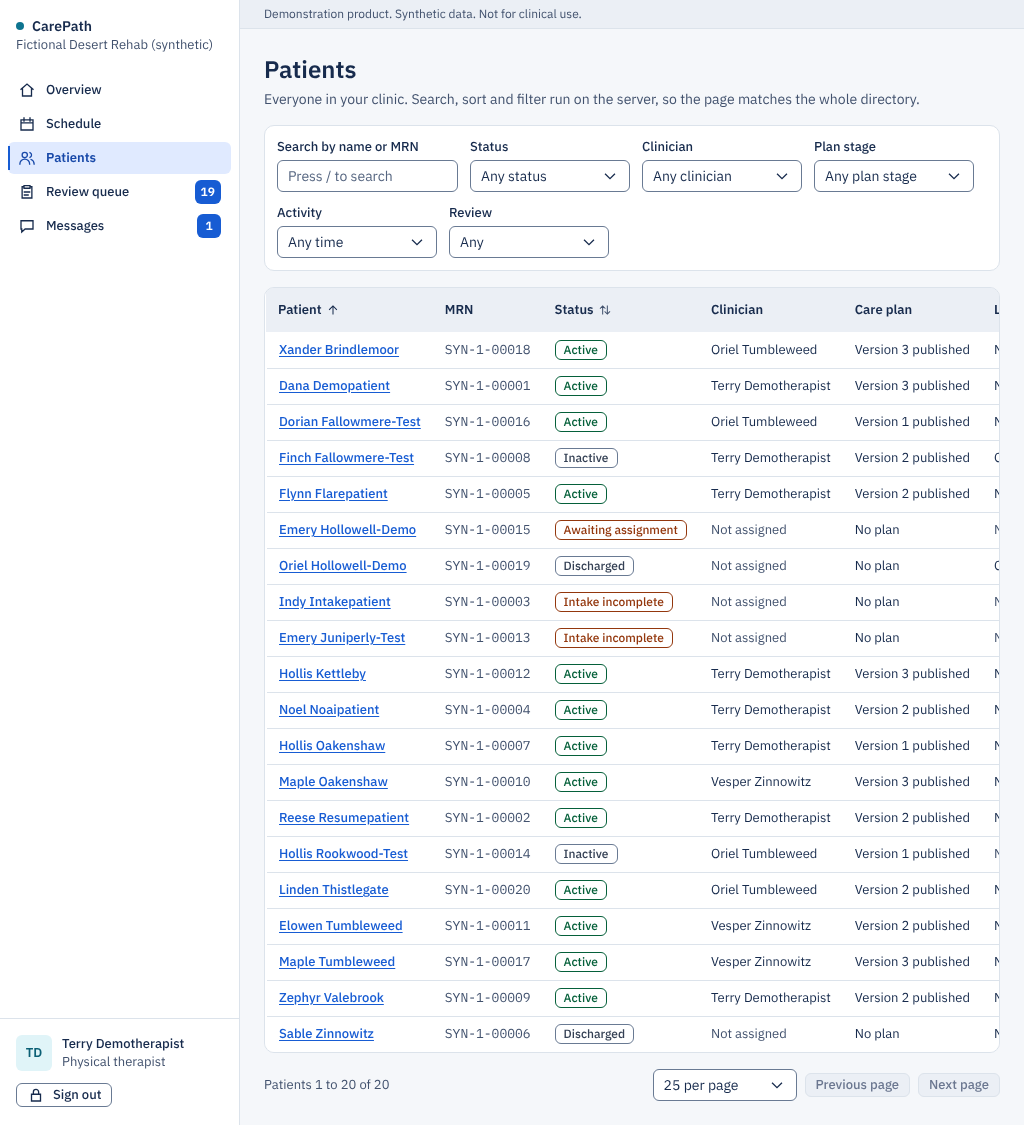 CarePath
Fictional Desert Rehab (synthetic)
Overview
Schedule
Patients
Review queue 19
Messages 1
Terry Demotherapist
TD
Physical therapist
Sign out
Demonstration product. Synthetic data. Not for clinical use.
Patients
Everyone in your clinic. Search, sort and filter run on the server, so the page matches the whole directory.
Search by name or MRN Status Clinician Plan stage
Press / to search Any status Any clinician Any plan stage
Activity Review
Any time Any
Patient MRN Status Clinician Care plan
Xander Brindlemoor SYN-1-00018 Active Oriel Tumbleweed Version 3 published
Dana Demopatient SYN-1-00001 Active Terry Demotherapist Version 3 published
Dorian Fallowmere-Test SYN-1-00016 Active Oriel Tumbleweed Version 1 published
Finch Fallowmere-Test SYN-1-00008 Inactive Terry Demotherapist Version 2 published
Flynn Flarepatient SYN-1-00005 Active Terry Demotherapist Version 2 published
Emery Hollowell-Demo SYN-1-00015 Awaiting assignment Not assigned No plan
Oriel Hollowell-Demo SYN-1-00019 Discharged Not assigned No plan
Indy Intakepatient SYN-1-00003 Intake incomplete Not assigned No plan
Emery Juniperly-Test SYN-1-00013 Intake incomplete Not assigned No plan
Hollis Kettleby SYN-1-00012 Active Terry Demotherapist Version 3 published
Noel Noaipatient SYN-1-00004 Active Terry Demotherapist Version 2 published
Hollis Oakenshaw SYN-1-00007 Active Terry Demotherapist Version 1 published
Maple Oakenshaw SYN-1-00010 Active Vesper Zinnowitz Version 3 published
Reese Resumepatient SYN-1-00002 Active Terry Demotherapist Version 2 published
Hollis Rookwood-Test SYN-1-00014 Inactive Oriel Tumbleweed Version 1 published
Linden Thistlegate SYN-1-00020 Active Oriel Tumbleweed Version 2 published
Elowen Tumbleweed SYN-1-00011 Active Vesper Zinnowitz Version 2 published
Maple Tumbleweed SYN-1-00017 Active Vesper Zinnowitz Version 3 published
Zephyr Valebrook SYN-1-00009 Active Terry Demotherapist Version 2 published
Sable Zinnowitz SYN-1-00006 Discharged Not assigned No plan
Patients 1 to 20 of 20 25 per page Previous page Next page